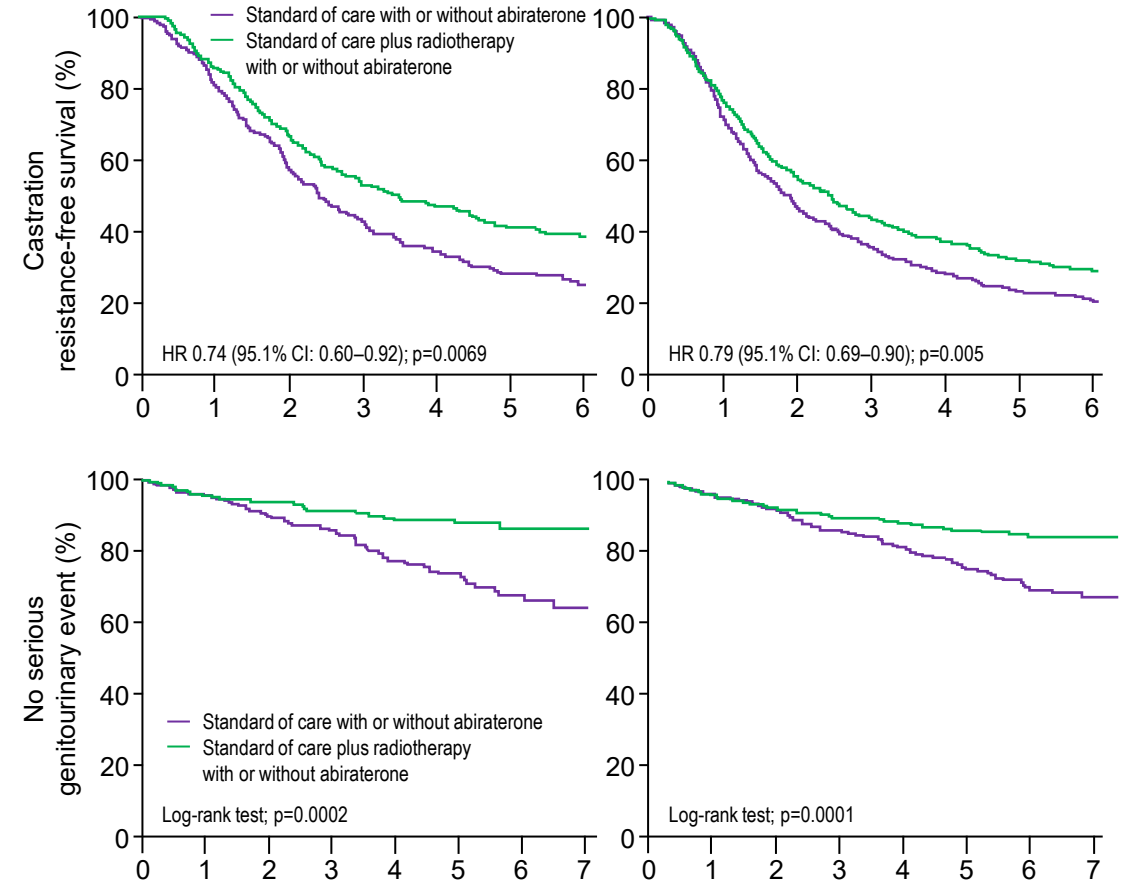 Castration
resistance-free survival (%)
100
80
60
40
20
0
Standard of care with or without abiraterone
Standard of care plus radiotherapy
with or without abiraterone
HR 0.74 (95.1% CI: 0.60–0.92); p=0.0069
0 1 2 3 4 5 6
100
80
60
40
20
0
HR 0.79 (95.1% CI: 0.69–0.90); p=0.005
0 1 2 3 4 5 6
No serious
genitourinary event (%)
100
80
60
40
20
0
Standard of care with or without abiraterone
Standard of care plus radiotherapy
with or without abiraterone
Log-rank test; p=0.0002
0 1 2 3 4 5 6 7
100
80
60
40
20
0
Log-rank test; p=0.0001
0 1 2 3 4 5 6 7